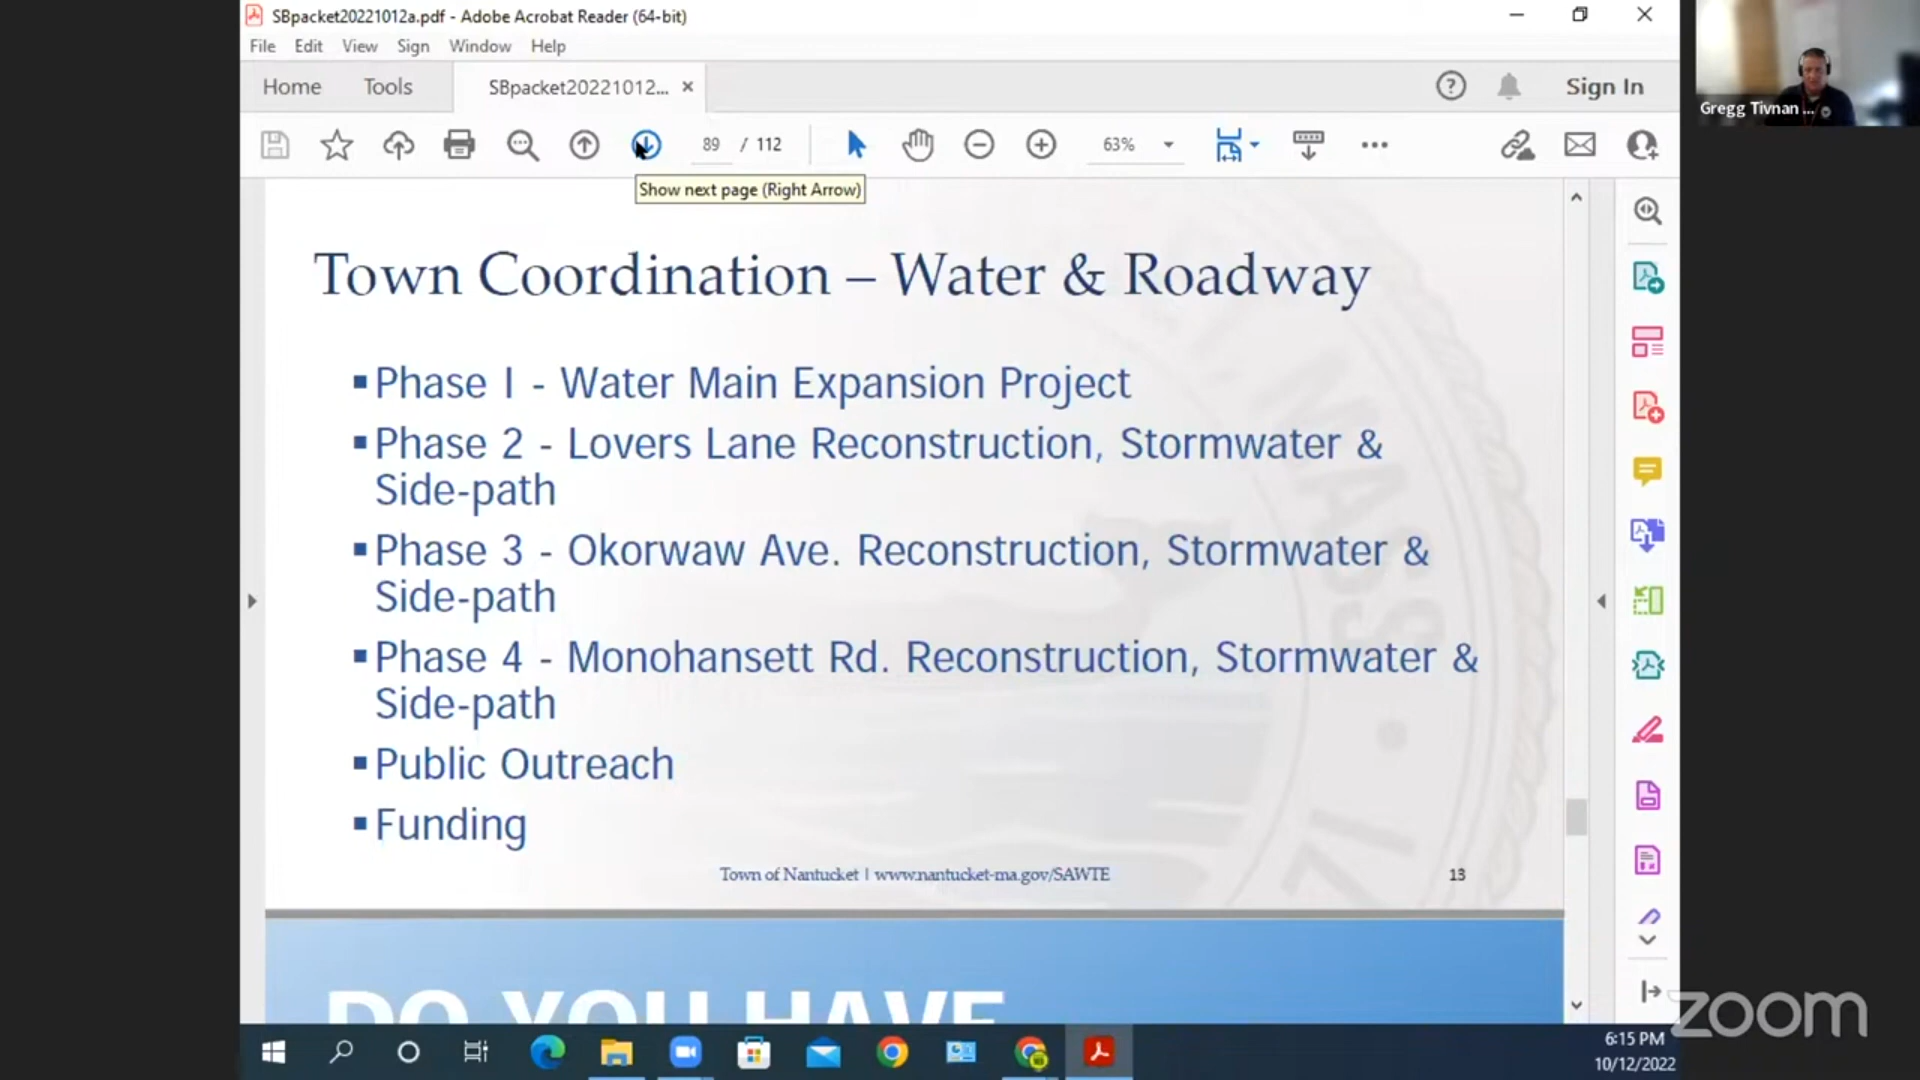 SBpacket20221012a.pdf - Adobe Acrobat Reader (64-bit)
File Edit View Sign Window Help
Home Tools SBpacket20221012... × Sign In
89 / 112 63%
Show next page (Right Arrow)
Gregg Tivnan ...
Town Coordination – Water & Roadway
▪Phase I - Water Main Expansion Project
▪Phase 2 - Lovers Lane Reconstruction, Stormwater &
Side-path
▪Phase 3 - Okorwaw Ave. Reconstruction, Stormwater &
Side-path
▪Phase 4 - Monohansett Rd. Reconstruction, Stormwater &
Side-path
▪Public Outreach
▪Funding
MASS
Town of Nantucket | www.nantucket-ma.gov/SAWTE 13
DO YOU HAVE
zoom
6:15 PM
10/12/2022